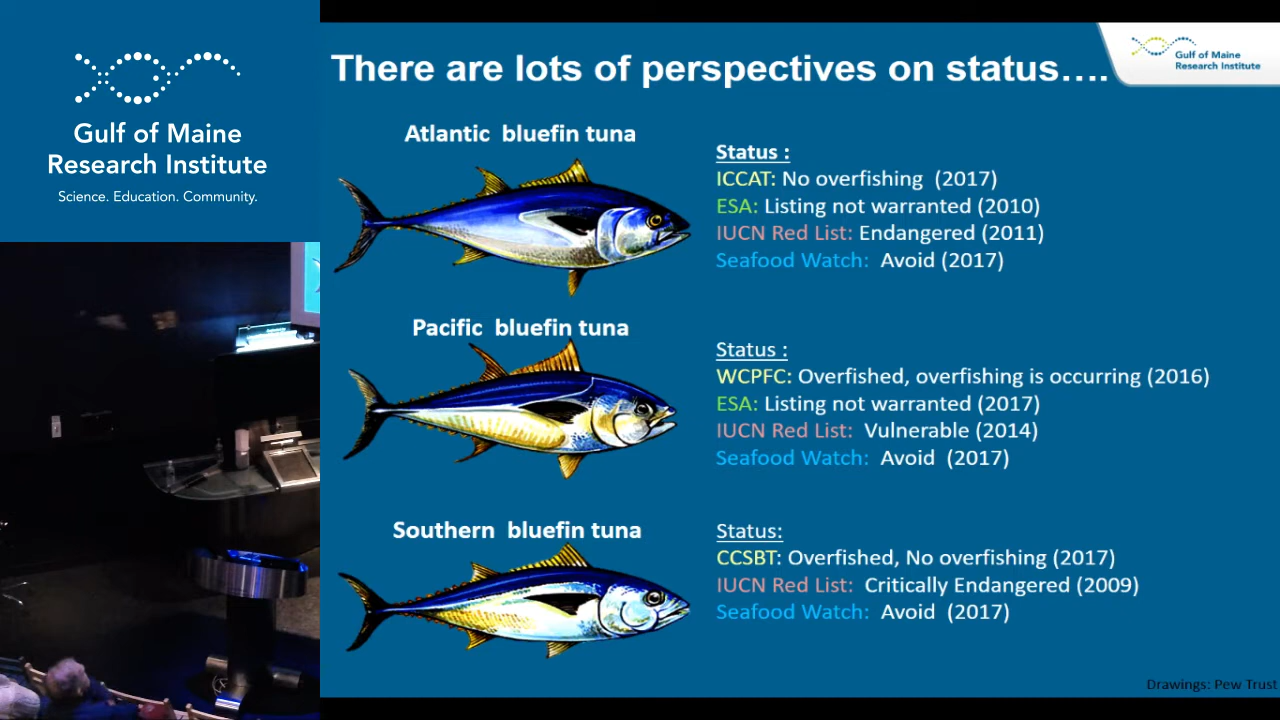 Gulf of Maine
Research Institute
Science. Education. Community.
There are lots of perspectives on status….
Gulf of Maine
Research Institute
Atlantic bluefin tuna
Status :
ICCAT: No overfishing (2017)
ESA: Listing not warranted (2010)
IUCN Red List: Endangered (2011)
Seafood Watch: Avoid (2017)
Pacific bluefin tuna
Status :
WCPFC: Overfished, overfishing is occurring (2016)
ESA: Listing not warranted (2017)
IUCN Red List: Vulnerable (2014)
Seafood Watch: Avoid (2017)
Southern bluefin tuna
Status:
CCSBT: Overfished, No overfishing (2017)
IUCN Red List: Critically Endangered (2009)
Seafood Watch: Avoid (2017)
Drawings: Pew Trust